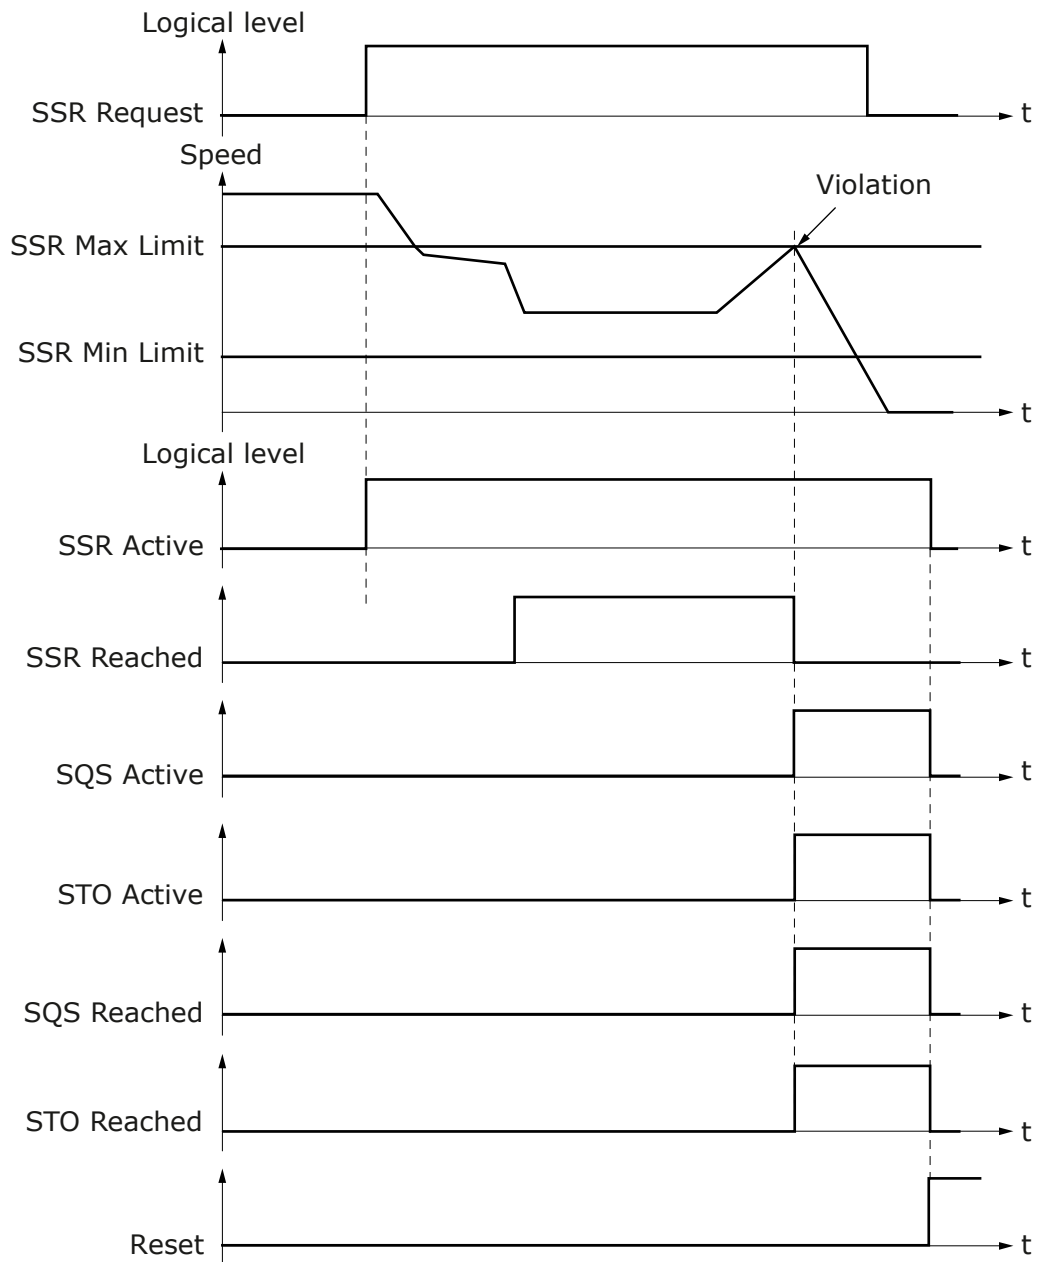 Logical level
SSR Request
t
Speed
Violation
SSR Max Limit
SSR Min Limit
t
Logical level
SSR Active
t
SSR Reached
t
SQS Active
t
STO Active
t
SQS Reached
t
STO Reached
t
Reset
t